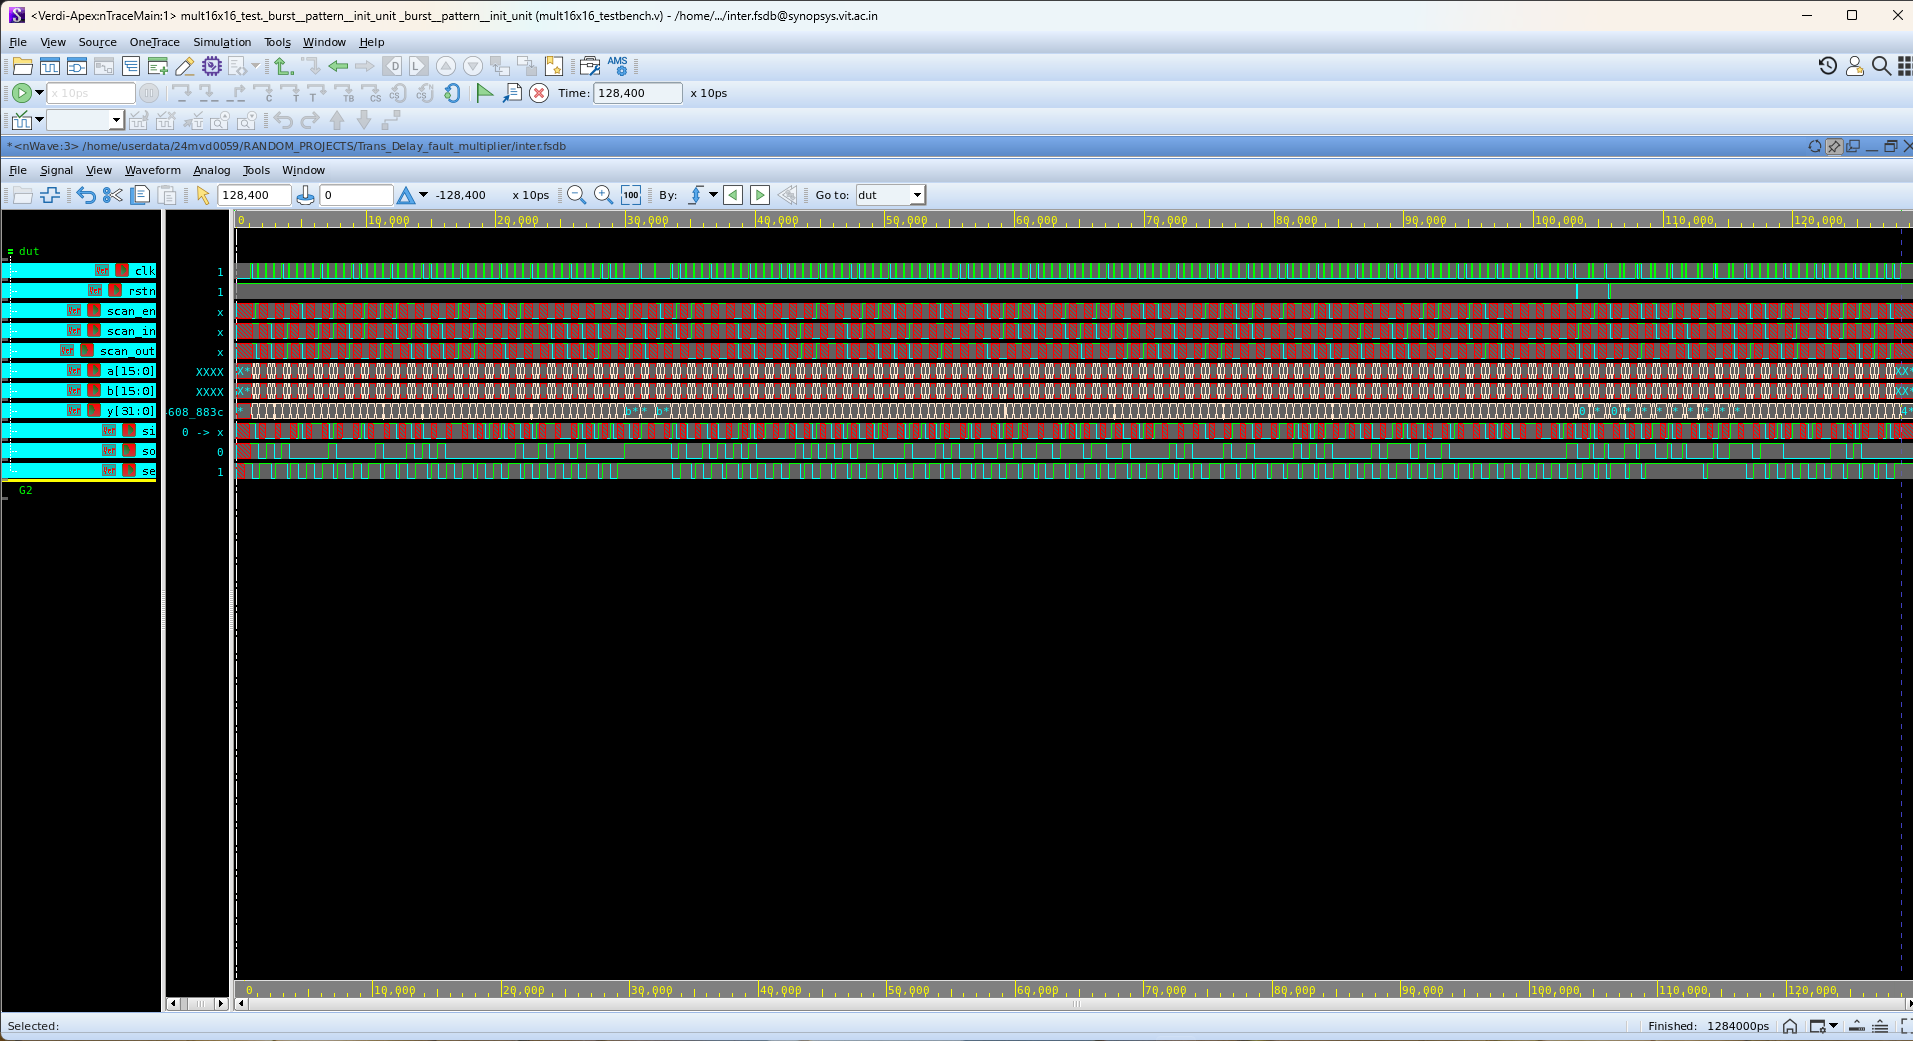 <Verdi-Apex:nTraceMain:1> mult16x16_test._burst__pattern__init_unit _burst__pattern__init_unit (mult16x16_testbench.v) - /home/.../inter.fsdb@synopsys.vit.ac.in
File View Source OneTrace Simulation Tools Window Help
AMS
x 10ps Time: 128,400 x 10ps
*<nWave:3> /home/userdata/24mvd0059/RANDOM_PROJECTS/Trans_Delay_fault_multiplier/inter.fsdb
File Signal View Waveform Analog Tools Window
128,400 0 -128,400 x 10ps 100 By: Go to: dut
0 10,000 20,000 30,000 40,000 50,000 60,000 70,000 80,000 90,000 100,000 110,000 120,000
dut
clk 1
rstn 1
scan_en x
scan_in x
scan_out x
a[15:0] XXXX X* XX*
b[15:0] XXXX X* XX*
y[31:0] 608_883c * b* * b* 0 * 0 * * * * * * * * 4*
si 0 -> x
so 0
se 1
G2
0 10,000 20,000 30,000 40,000 50,000 60,000 70,000 80,000 90,000 100,000 110,000 120,000
Selected: Finished: 1284000ps